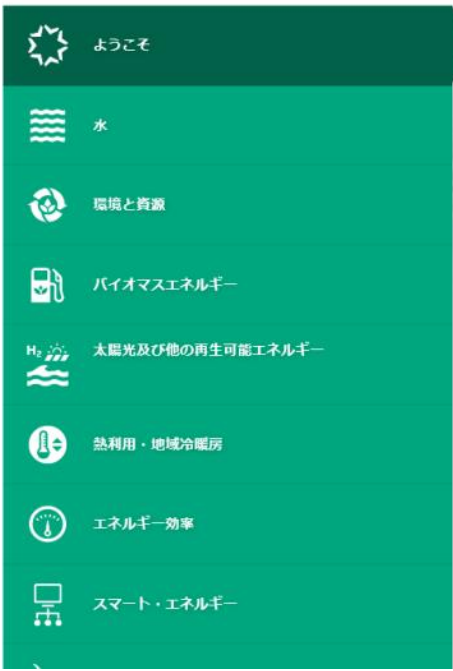 ようこそ
水
環境と資源
バイオマスエネルギー
H₂
太陽光及び他の再生可能エネルギー
熱利用・地域冷暖房
エネルギー効率
スマート・エネルギー